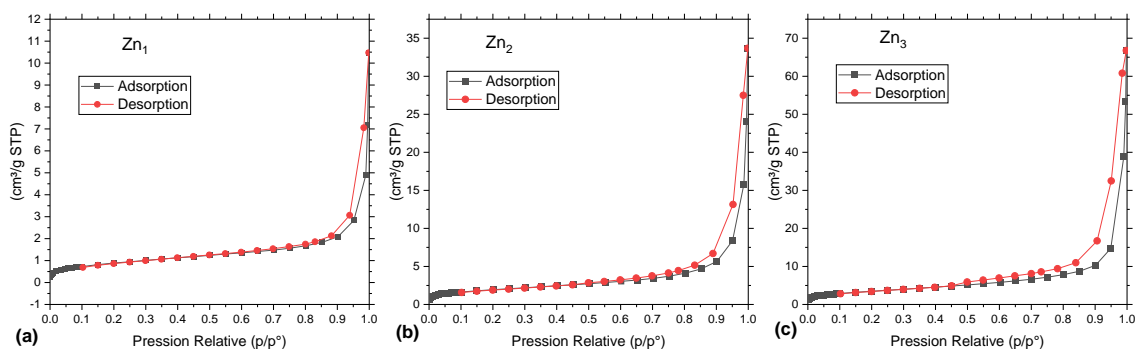 12
11
10
9
8
7
6
5
4
3
2
1
0
-1
(cm³/g STP)
Zn1
Adsorption
Desorption
0.0 0.1 0.2 0.3 0.4 0.5 0.6 0.7 0.8 0.9 1.0
Pression Relative (p/p°)
(a)
35
30
25
20
15
10
5
0
(cm³/g STP)
Zn2
Adsorption
Desorption
0.0 0.1 0.2 0.3 0.4 0.5 0.6 0.7 0.8 0.9 1.0
Pression Relative (p/p°)
(b)
70
60
50
40
30
20
10
0
(cm³/g STP)
Zn3
Adsorption
Desorption
0.0 0.1 0.2 0.3 0.4 0.5 0.6 0.7 0.8 0.9 1.0
Pression Relative (p/p°)
(c)